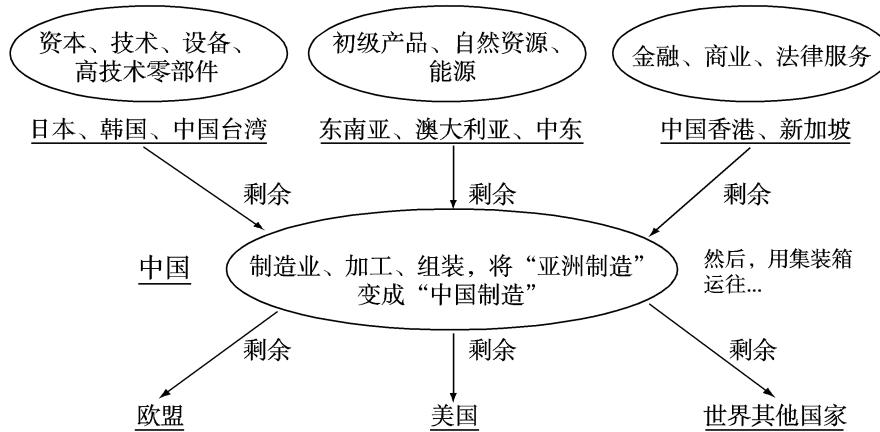 资本、技术、设备、
高技术零部件
初级产品、自然资源、
能源
金融、商业、法律服务
日本、韩国、中国台湾
东南亚、澳大利亚、中东
中国香港、新加坡
剩余
剩余
剩余
中国
制造业、加工、组装，将“亚洲制造”
变成“中国制造”
然后，用集装箱
运往...
剩余
剩余
剩余
欧盟
美国
世界其他国家